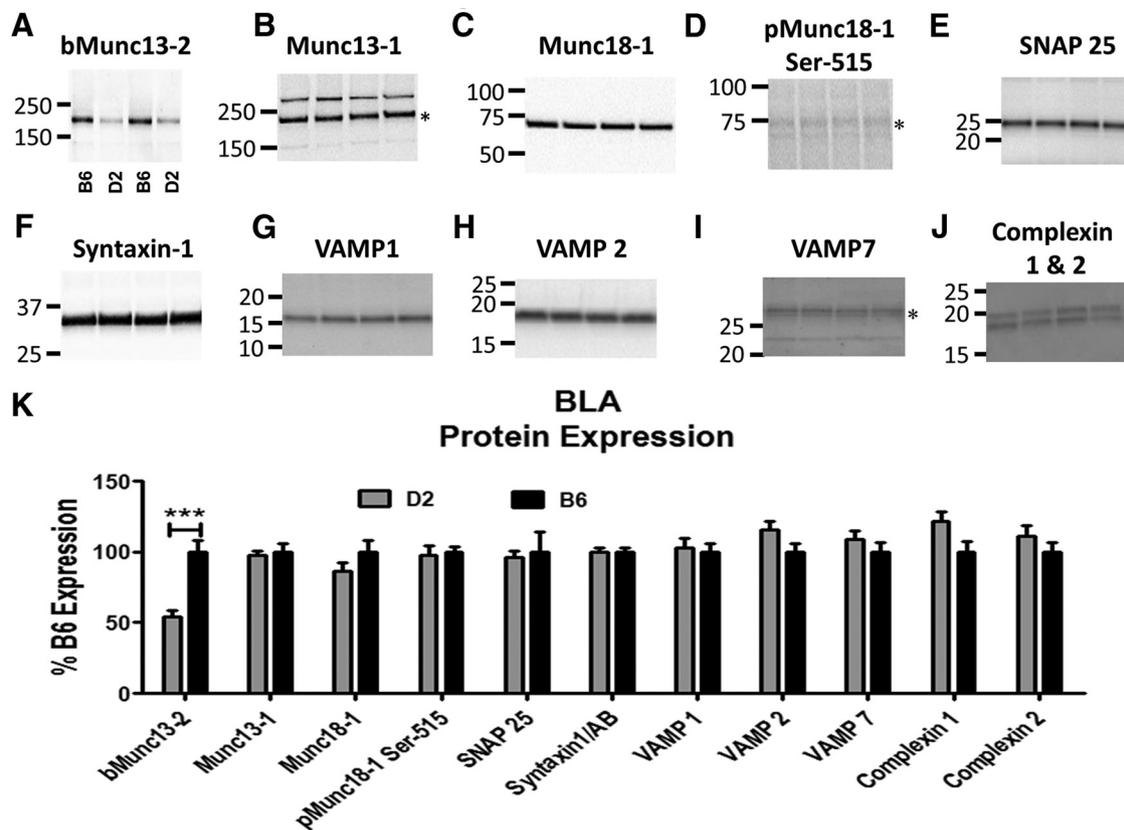 A
bMunc13-2
250
150
B6 D2 B6 D2
B
Munc13-1
250
150
*
C
Munc18-1
100
75
50
D
pMunc18-1
Ser-515
100
75
*
E
SNAP 25
25
20
F
Syntaxin-1
37
25
G
VAMP1
20
15
10
H
VAMP 2
25
20
15
I
VAMP7
25
20
*
J
Complexin
1 & 2
25
20
15
K
BLA
Protein Expression
% B6 Expression
150
100
50
0
***
D2 B6
bMunc13-2
Munc13-1
Munc18-1
pMunc18-1 Ser-515
SNAP 25
Syntaxin1/AB
VAMP 1
VAMP 2
VAMP 7
Complexin 1
Complexin 2